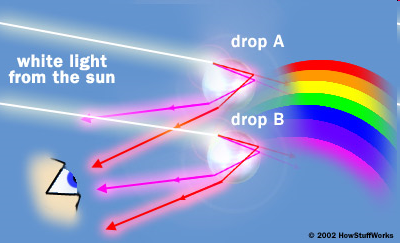 drop A
white light
from the sun
drop B
© 2002 HowStuffWorks